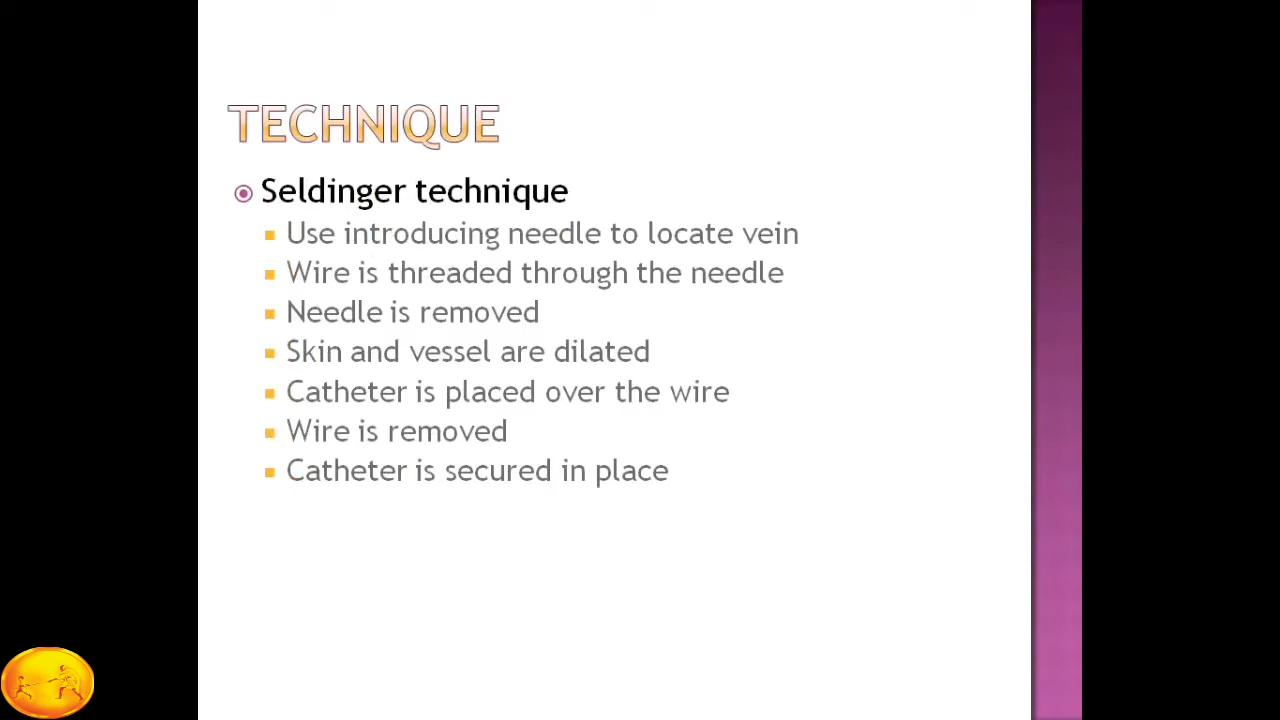 TECHNIQUE
Seldinger technique
Use introducing needle to locate vein
Wire is threaded through the needle
Needle is removed
Skin and vessel are dilated
Catheter is placed over the wire
Wire is removed
Catheter is secured in place